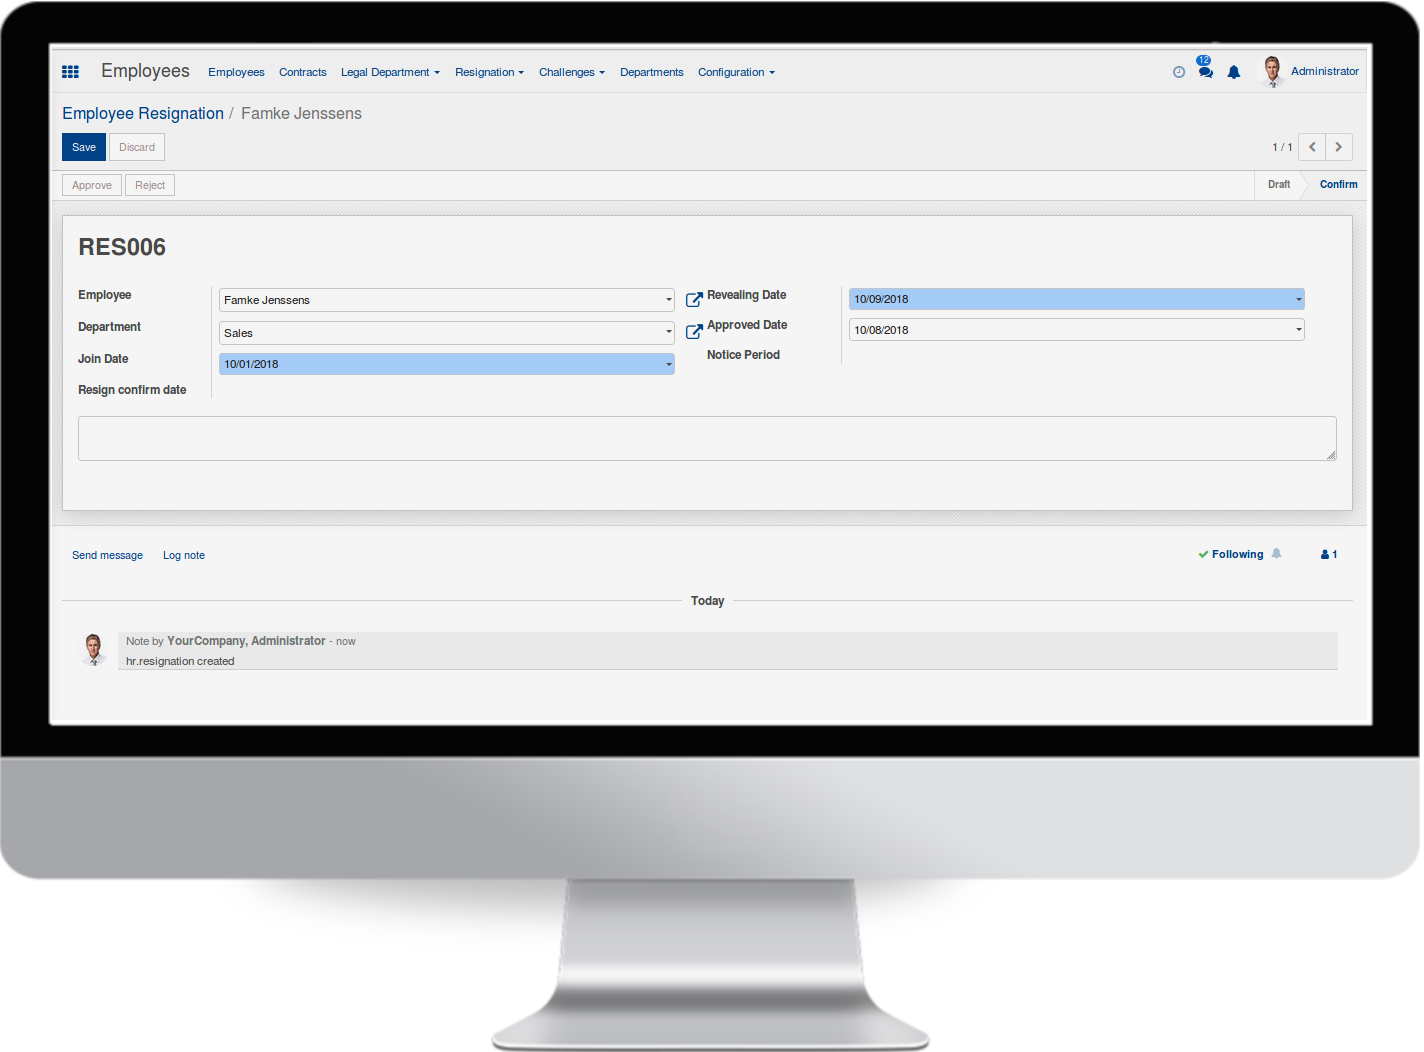 Employees Employees Contracts Legal Department Resignation Challenges Departments Configuration 12 Administrator
Employee Resignation / Famke Jenssens
Save Discard 1 / 1
Approve Reject Draft Confirm
RES006
Employee Famke Jenssens Revealing Date 10/09/2018
Department Sales Approved Date 10/08/2018
Join Date 10/01/2018 Notice Period
Resign confirm date
Send message Log note Following 1
Today
Note by YourCompany, Administrator - now
hr.resignation created